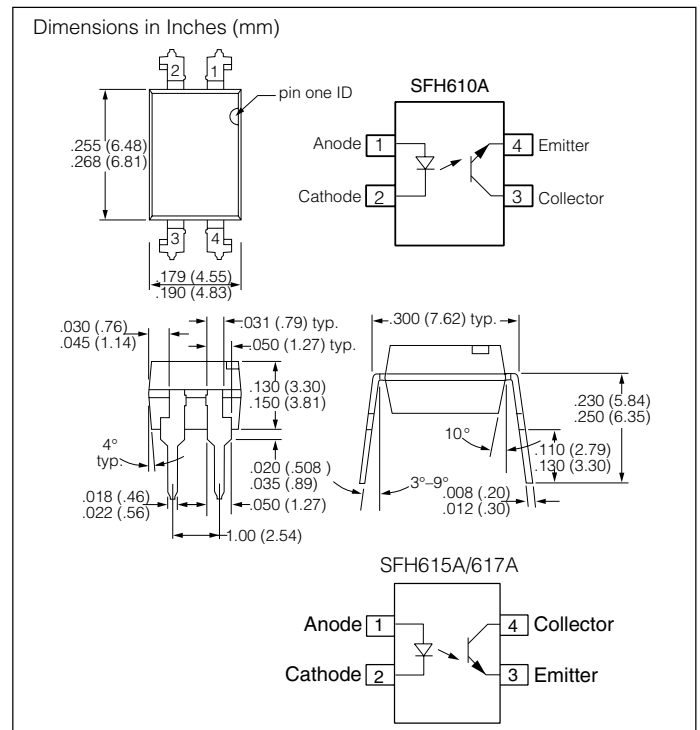 Dimensions in Inches (mm)
2
1
pin one ID
.255 (6.48)
.268 (6.81)
3
4
.179 (4.55)
.190 (4.83)
SFH610A
Anode 1
4 Emitter
Cathode 2
3 Collector
.030 (.76)
.045 (1.14)
.031 (.79) typ.
.050 (1.27) typ.
.130 (3.30)
.150 (3.81)
4°
typ.
.020 (.508 )
.035 (.89)
.018 (.46)
.022 (.56)
.050 (1.27)
1.00 (2.54)
.300 (7.62) typ.
.230 (5.84)
.250 (6.35)
10°
.110 (2.79)
.130 (3.30)
3°–9°
.008 (.20)
.012 (.30)
SFH615A/617A
Anode 1
4 Collector
Cathode 2
3 Emitter